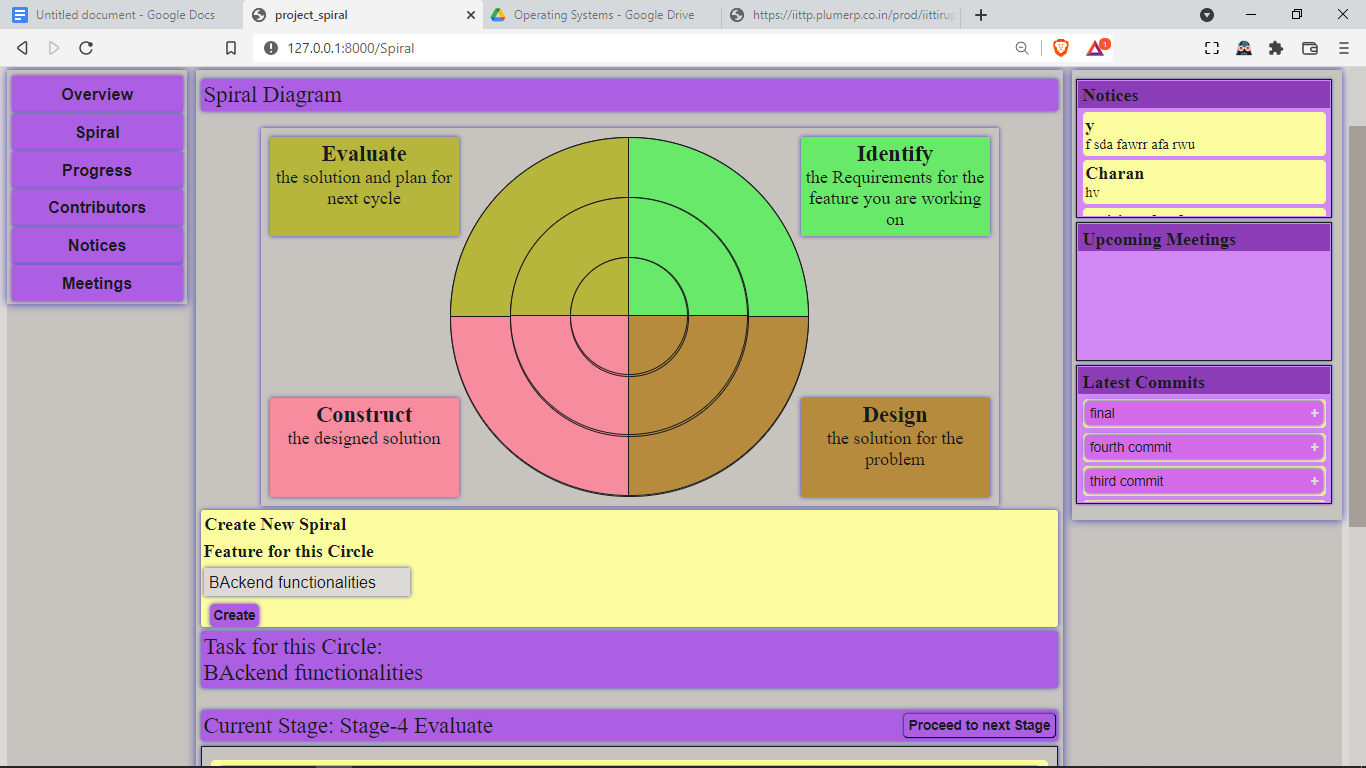 Untitled document - Google Docs
project_spiral
Operating Systems - Google Drive
https://iittp.plumerp.co.in/prod/iittirup
127.0.0.1:8000/Spiral
1
Overview
Spiral
Progress
Contributors
Notices
Meetings
Spiral Diagram
Evaluate
the solution and plan for
next cycle
Identify
the Requirements for the
feature you are working
on
Construct
the designed solution
Design
the solution for the
problem
Create New Spiral
Feature for this Circle
BAckend functionalities
Create
Task for this Circle:
BAckend functionalities
Current Stage: Stage-4 Evaluate
Proceed to next Stage
Notices
y
f sda fawrr afa rwu
Charan
hv
Upcoming Meetings
Latest Commits
final +
fourth commit +
third commit +